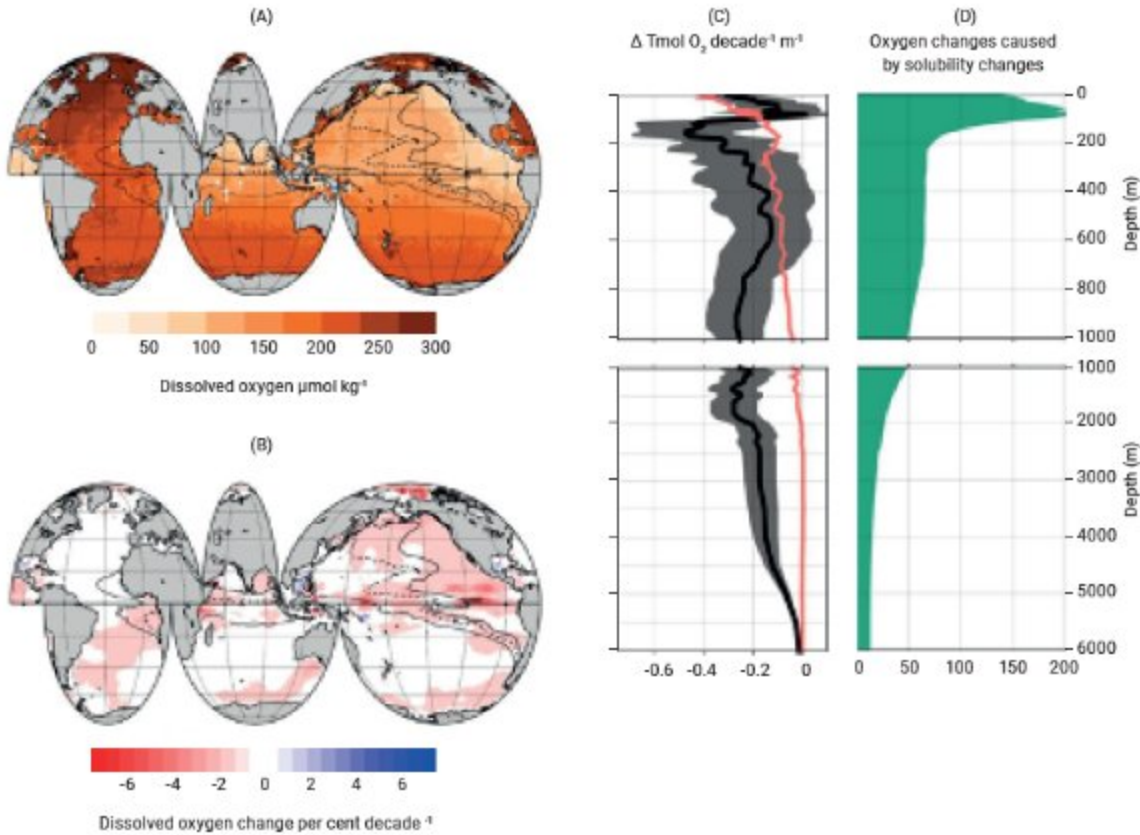 (A)
0 50 100 150 200 250 300
Dissolved oxygen µmol kg⁻¹
(B)
-6 -4 -2 0 2 4 6
Dissolved oxygen change per cent decade ⁻¹
(C)
Δ Tmol O₂ decade⁻¹ m⁻¹
-0.6 -0.4 -0.2 0
(D)
Oxygen changes caused
by solubility changes
0
200
400
600
800
1000
Depth (m)
1000
2000
3000
4000
5000
6000
Depth (m)
0 50 100 150 200